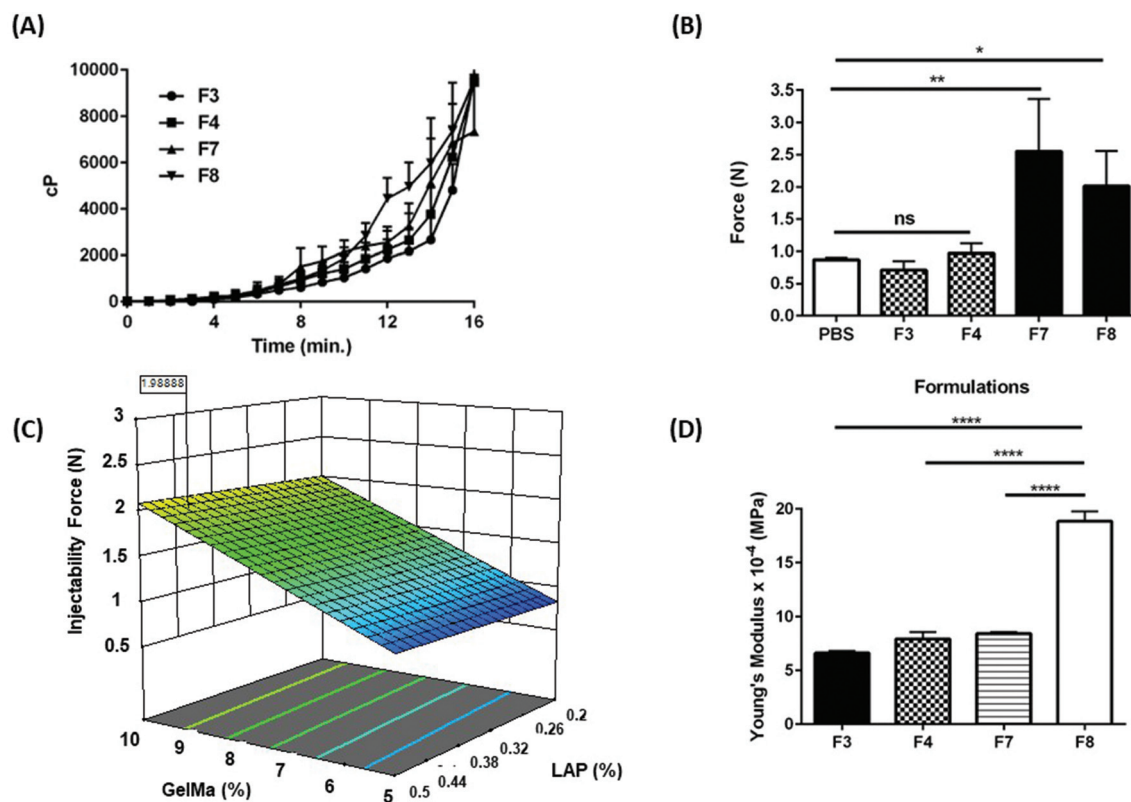 (A)
10000
8000
6000
4000
2000
0
cP
F3
F4
F7
F8
0 4 8 12 16
Time (min.)
(B)
*
**
ns
3.5
3.0
2.5
2.0
1.5
1.0
0.5
0.0
Force (N)
PBS F3 F4 F7 F8
Formulations
(C)
1.98888
3
2.5
2
1.5
1
0.5
Injectability Force (N)
10 9 8 7 6 5
GelMa (%)
0.5 0.44 0.38 0.32 0.26 0.2
LAP (%)
(D)
****
****
****
20
15
10
5
0
Young's Modulus x 10⁻⁴ (MPa)
F3 F4 F7 F8